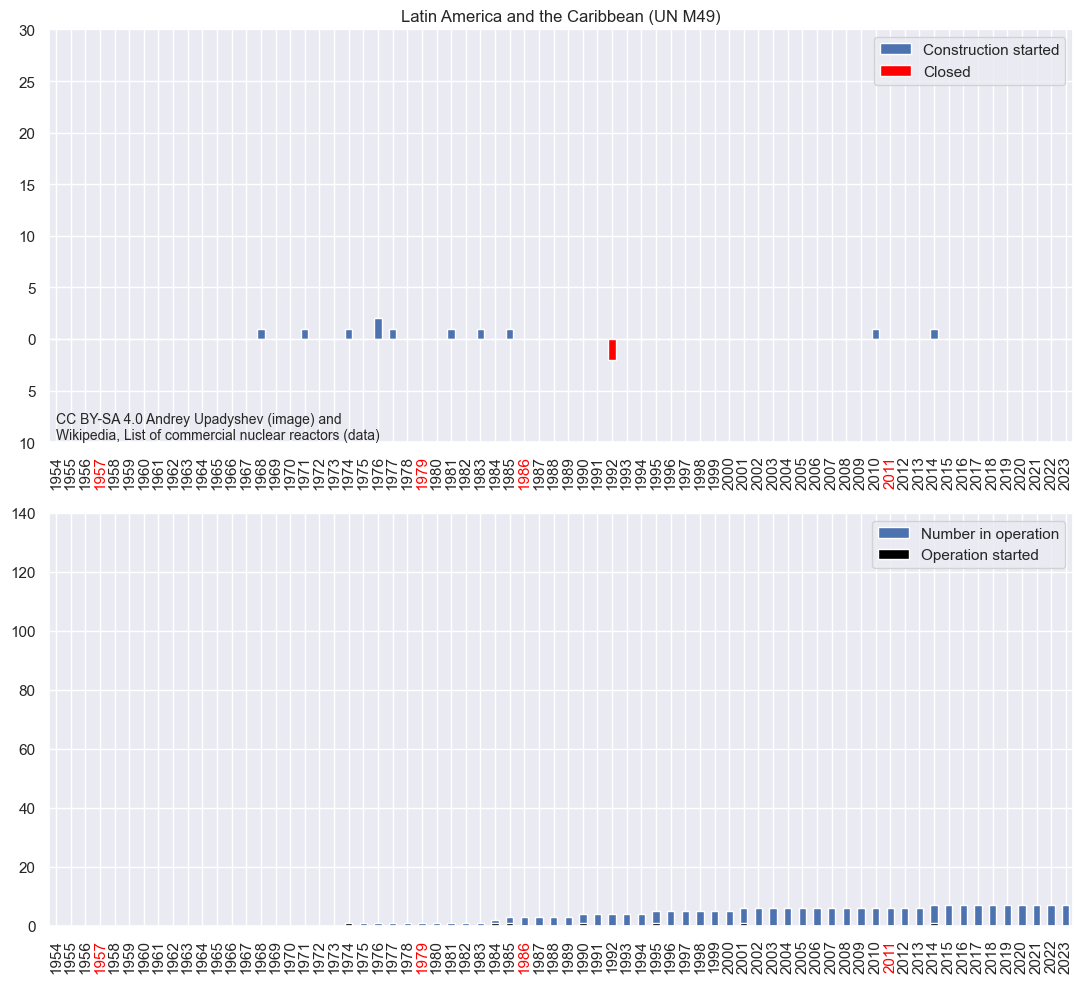 Latin America and the Caribbean (UN M49)
30
25
20
15
10
5
0
5
10
Construction started
Closed
CC BY-SA 4.0 Andrey Upadyshev (image) and
Wikipedia, List of commercial nuclear reactors (data)
1954 1955 1956 1957 1958 1959 1960 1961 1962 1963 1964 1965 1966 1967 1968 1969 1970 1971 1972 1973 1974 1975 1976 1977 1978 1979 1980 1981 1982 1983 1984 1985 1986 1987 1988 1989 1990 1991 1992 1993 1994 1995 1996 1997 1998 1999 2000 2001 2002 2003 2004 2005 2006 2007 2008 2009 2010 2011 2012 2013 2014 2015 2016 2017 2018 2019 2020 2021 2022 2023
140
120
100
80
60
40
20
0
Number in operation
Operation started
1954 1955 1956 1957 1958 1959 1960 1961 1962 1963 1964 1965 1966 1967 1968 1969 1970 1971 1972 1973 1974 1975 1976 1977 1978 1979 1980 1981 1982 1983 1984 1985 1986 1987 1988 1989 1990 1991 1992 1993 1994 1995 1996 1997 1998 1999 2000 2001 2002 2003 2004 2005 2006 2007 2008 2009 2010 2011 2012 2013 2014 2015 2016 2017 2018 2019 2020 2021 2022 2023